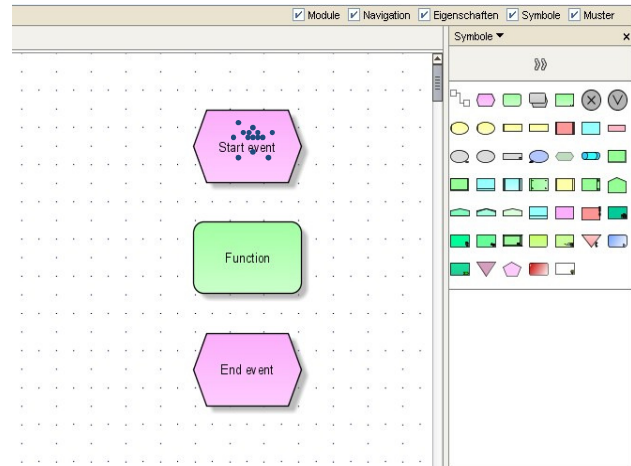 Module Navigation Eigenschaften Symbole Muster
Symbole
Start event
Function
End event